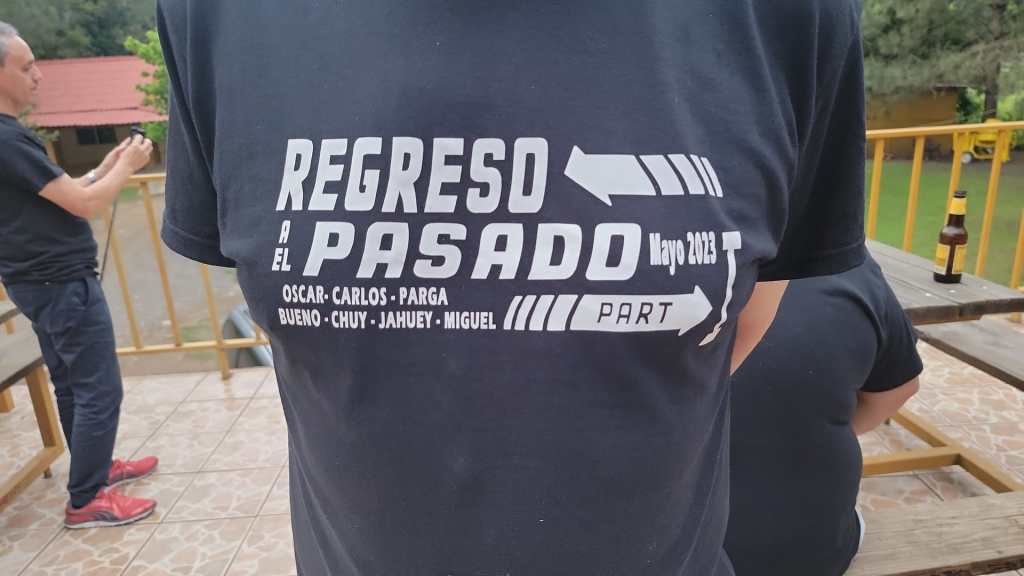 REGRESO
A EL PASADO Mayo 2023
OSCAR- CARLOS - PARGA
BUENO - CHUY - JAHUEY - MIGUEL
PART I